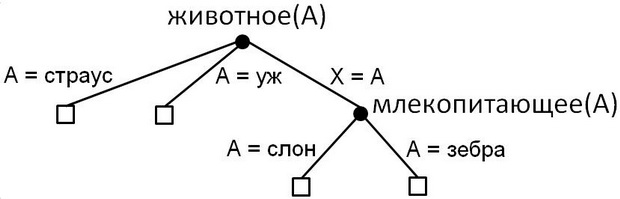 животное(А)
А = страус
А = уж
X = А
млекопитающее(А)
А = слон
А = зебра